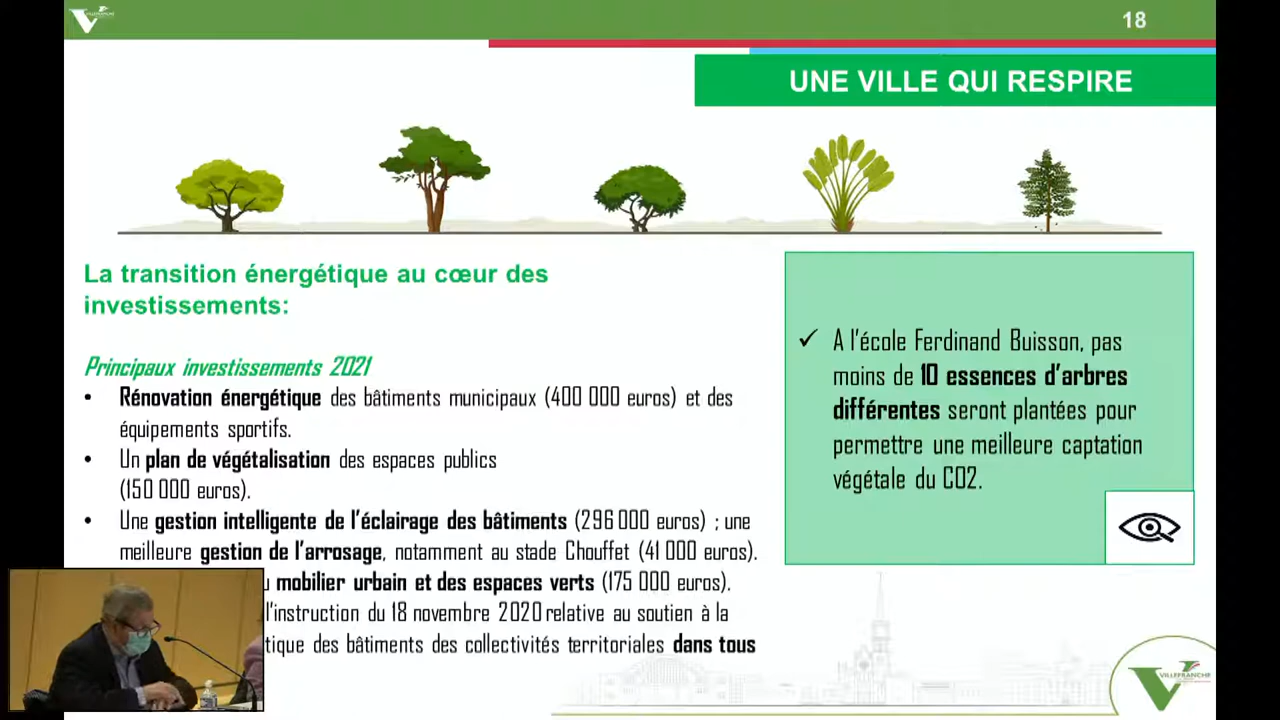 VILLEFRANCHE
18
UNE VILLE QUI RESPIRE
La transition énergétique au cœur des
investissements:
Principaux investissements 2021
• Rénovation énergétique des bâtiments municipaux (400 000 euros) et des
équipements sportifs.
• Un plan de végétalisation des espaces publics
(150 000 euros).
• Une gestion intelligente de l'éclairage des bâtiments (296 000 euros) ; une
meilleure gestion de l'arrosage, notamment au stade Chouffet (41 000 euros).
mobilier urbain et des espaces verts (175 000 euros).
l'instruction du 18 novembre 2020 relative au soutien à la
tique des bâtiments des collectivités territoriales dans tous
✓ A l'école Ferdinand Buisson, pas
moins de 10 essences d'arbres
différentes seront plantées pour
permettre une meilleure captation
végétale du CO2.
VILLEFRANCHE